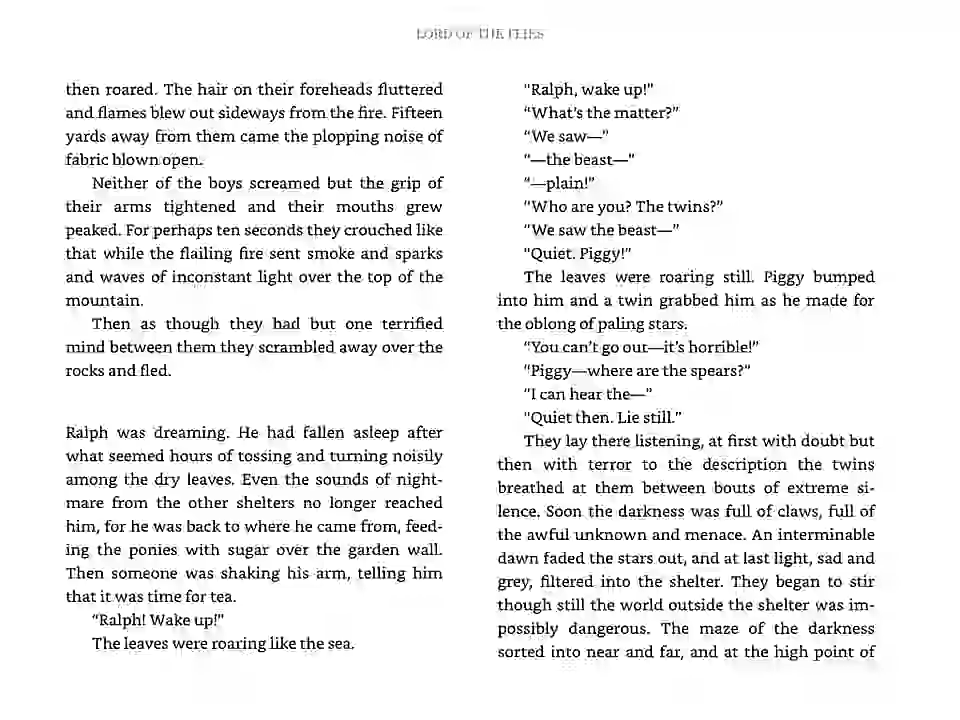 LORD OF THE FLIES
then roared. The hair on their foreheads fluttered
and flames blew out sideways from the fire. Fifteen
yards away from them came the plopping noise of
fabric blown open.
Neither of the boys screamed but the grip of
their arms tightened and their mouths grew
peaked. For perhaps ten seconds they crouched like
that while the flailing fire sent smoke and sparks
and waves of inconstant light over the top of the
mountain.
Then as though they had but one terrified
mind between them they scrambled away over the
rocks and fled.
Ralph was dreaming. He had fallen asleep after
what seemed hours of tossing and turning noisily
among the dry leaves. Even the sounds of night-
mare from the other shelters no longer reached
him, for he was back to where he came from, feed-
ing the ponies with sugar over the garden wall.
Then someone was shaking his arm, telling him
that it was time for tea.
“Ralph! Wake up!”
The leaves were roaring like the sea.
“Ralph, wake up!”
“What’s the matter?”
“We saw—”
“—the beast—”
“—plain!”
“Who are you? The twins?”
“We saw the beast—”
“Quiet. Piggy!”
The leaves were roaring still. Piggy bumped
into him and a twin grabbed him as he made for
the oblong of paling stars.
“You can’t go out—it’s horrible!”
“Piggy—where are the spears?”
“I can hear the—”
“Quiet then. Lie still.”
They lay there listening, at first with doubt but
then with terror to the description the twins
breathed at them between bouts of extreme si-
lence. Soon the darkness was full of claws, full of
the awful unknown and menace. An interminable
dawn faded the stars out, and at last light, sad and
grey, filtered into the shelter. They began to stir
though still the world outside the shelter was im-
possibly dangerous. The maze of the darkness
sorted into near and far, and at the high point of